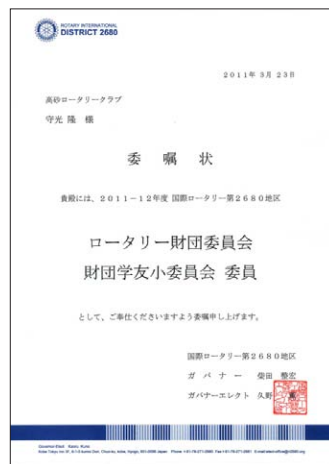 ROTARY INTERNATIONAL
DISTRICT 2680
2011年 3月 23日
高砂ロータリークラブ
守光 隆 様
委 嘱 状
貴殿には、2011-12年度 国際ロータリー第2680地区
ロータリー財団委員会
財団学友小委員会 委員
として、ご奉仕くださいますよう委嘱申し上げます。
国際ロータリー第2680地区
ガ バ ナ ー 柴田 整宏
ガバナーエレクト 久野